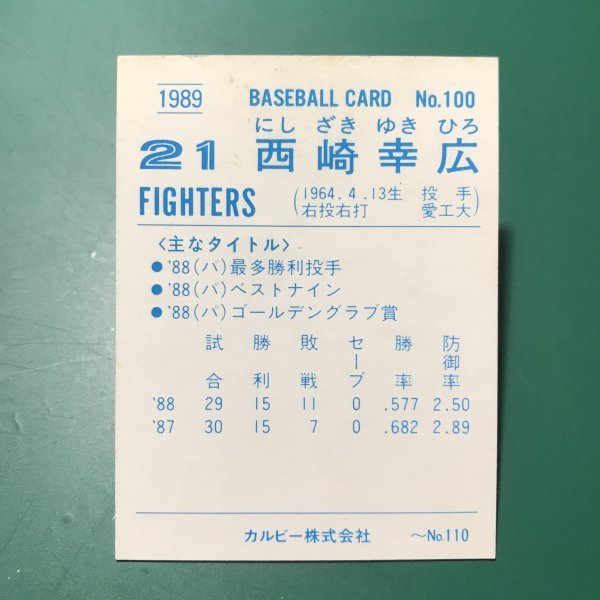 1989 BASEBALL CARD No.100
にし ざき ゆき ひろ
21 西崎幸広
FIGHTERS (1964.4.13生 投手
右投右打 愛工大)
〈主なタイトル〉
●'88(パ)最多勝利投手
●'88(パ)ベストナイン
●'88(パ)ゴールデングラブ賞
試合 勝利 敗戦 セーブ 勝率 防御率
'88 29 15 11 0 .577 2.50
'87 30 15 7 0 .682 2.89
カルビー株式会社 〜No.110